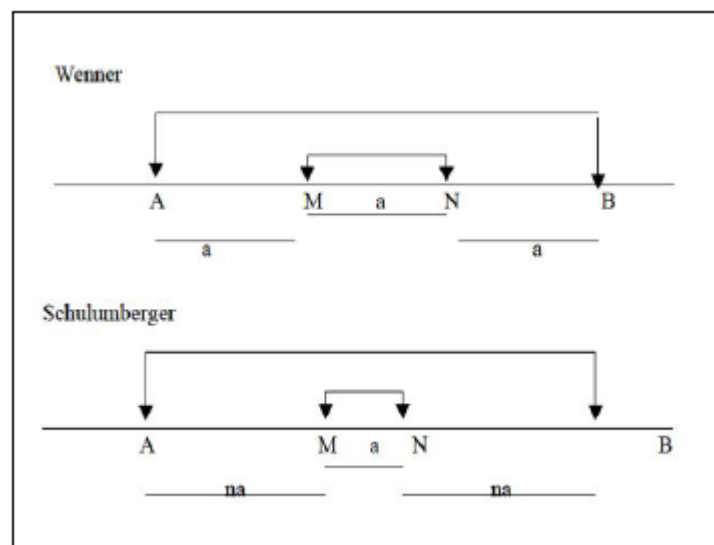 Wenner
A M a N B
a a
Schulumberger
A M a N B
na na